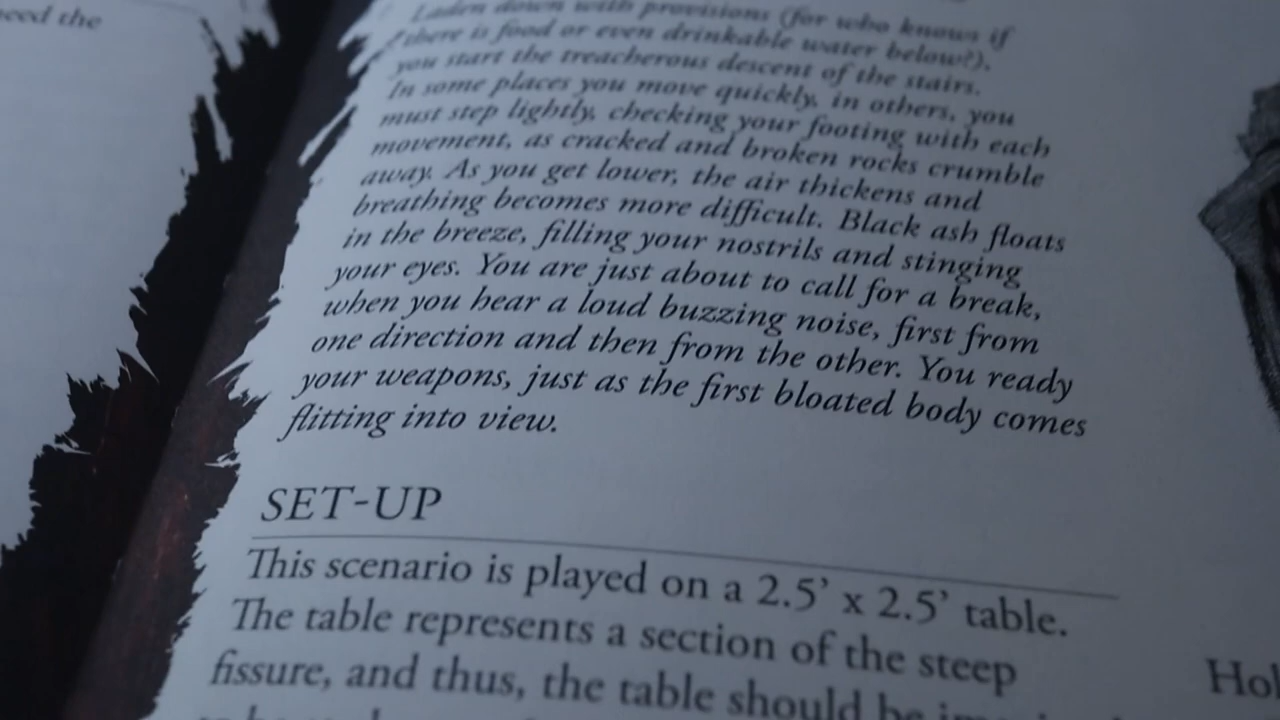 need the
Laden down with provisions (for who knows if
there is food or even drinkable water below?),
you start the treacherous descent of the stairs.
In some places you move quickly, in others, you
must step lightly, checking your footing with each
movement, as cracked and broken rocks crumble
away. As you get lower, the air thickens and
breathing becomes more difficult. Black ash floats
in the breeze, filling your nostrils and stinging
your eyes. You are just about to call for a break,
when you hear a loud buzzing noise, first from
one direction and then from the other. You ready
your weapons, just as the first bloated body comes
flitting into view.
SET-UP
This scenario is played on a 2.5’ x 2.5’ table.
The table represents a section of the steep
fissure, and thus, the table should be
Hol